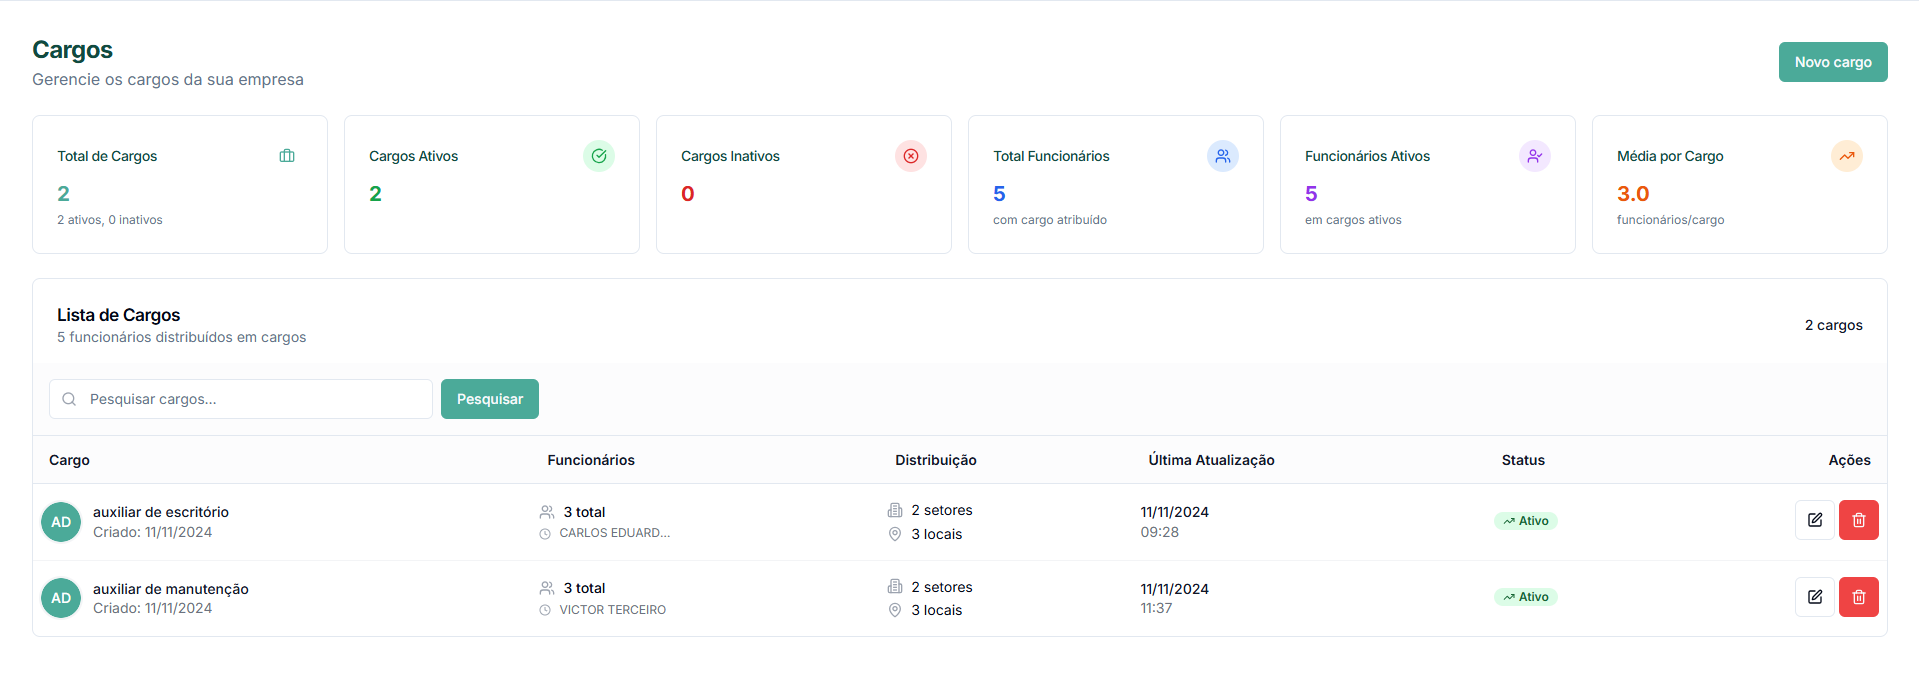 Cargos
Gerencie os cargos da sua empresa
Novo cargo
Total de Cargos
2
2 ativos, 0 inativos
Cargos Ativos
2
Cargos Inativos
0
Total Funcionários
5
com cargo atribuído
Funcionários Ativos
5
em cargos ativos
Média por Cargo
3.0
funcionários/cargo
Lista de Cargos
5 funcionários distribuídos em cargos
2 cargos
Pesquisar cargos...
Pesquisar
Cargo Funcionários Distribuição Última Atualização Status Ações
AD
auxiliar de escritório
Criado: 11/11/2024
3 total
CARLOS EDUARD...
2 setores
3 locais
11/11/2024
09:28
Ativo
AD
auxiliar de manutenção
Criado: 11/11/2024
3 total
VICTOR TERCEIRO
2 setores
3 locais
11/11/2024
11:37
Ativo